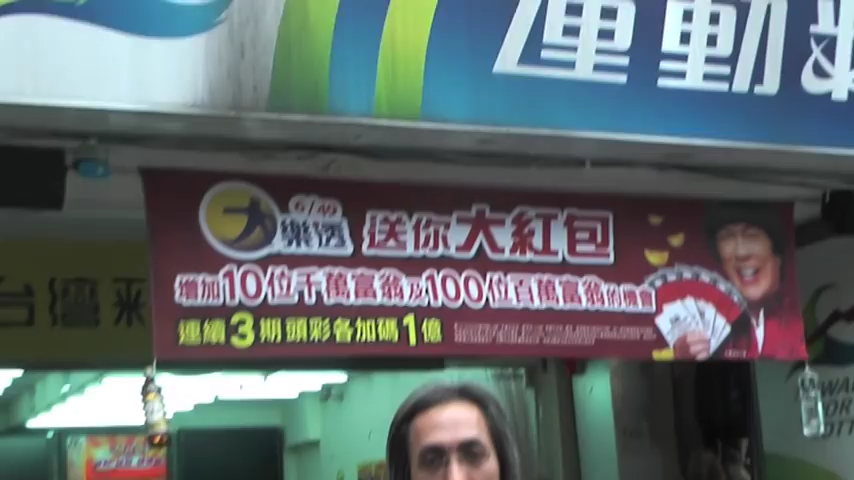 運動彩
6/49
大樂透 送你大紅包
增加10位千萬富翁及100位百萬富翁的機會
連續3期頭彩各加碼1億
台灣彩